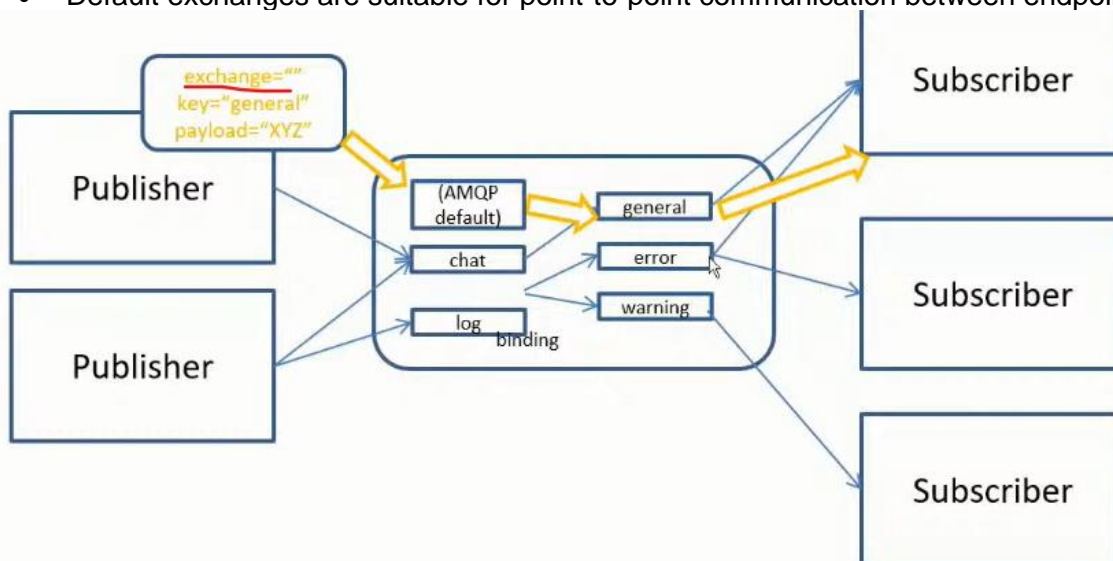 Default exchanges are suitable for point-to-point communication between
exchange=“”
key=“general”
payload=“XYZ”
Publisher
Publisher
(AMQP
default)
chat
log
binding
general
error
warning
Subscriber
Subscriber
Subscriber